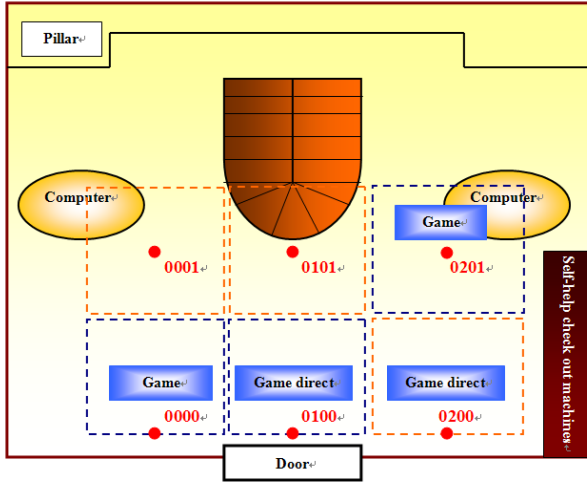 Pillar
Computer
Computer
Game
0001
0101
0201
Self-help check out machines
Game
Game direct
Game direct
0000
0100
0200
Door